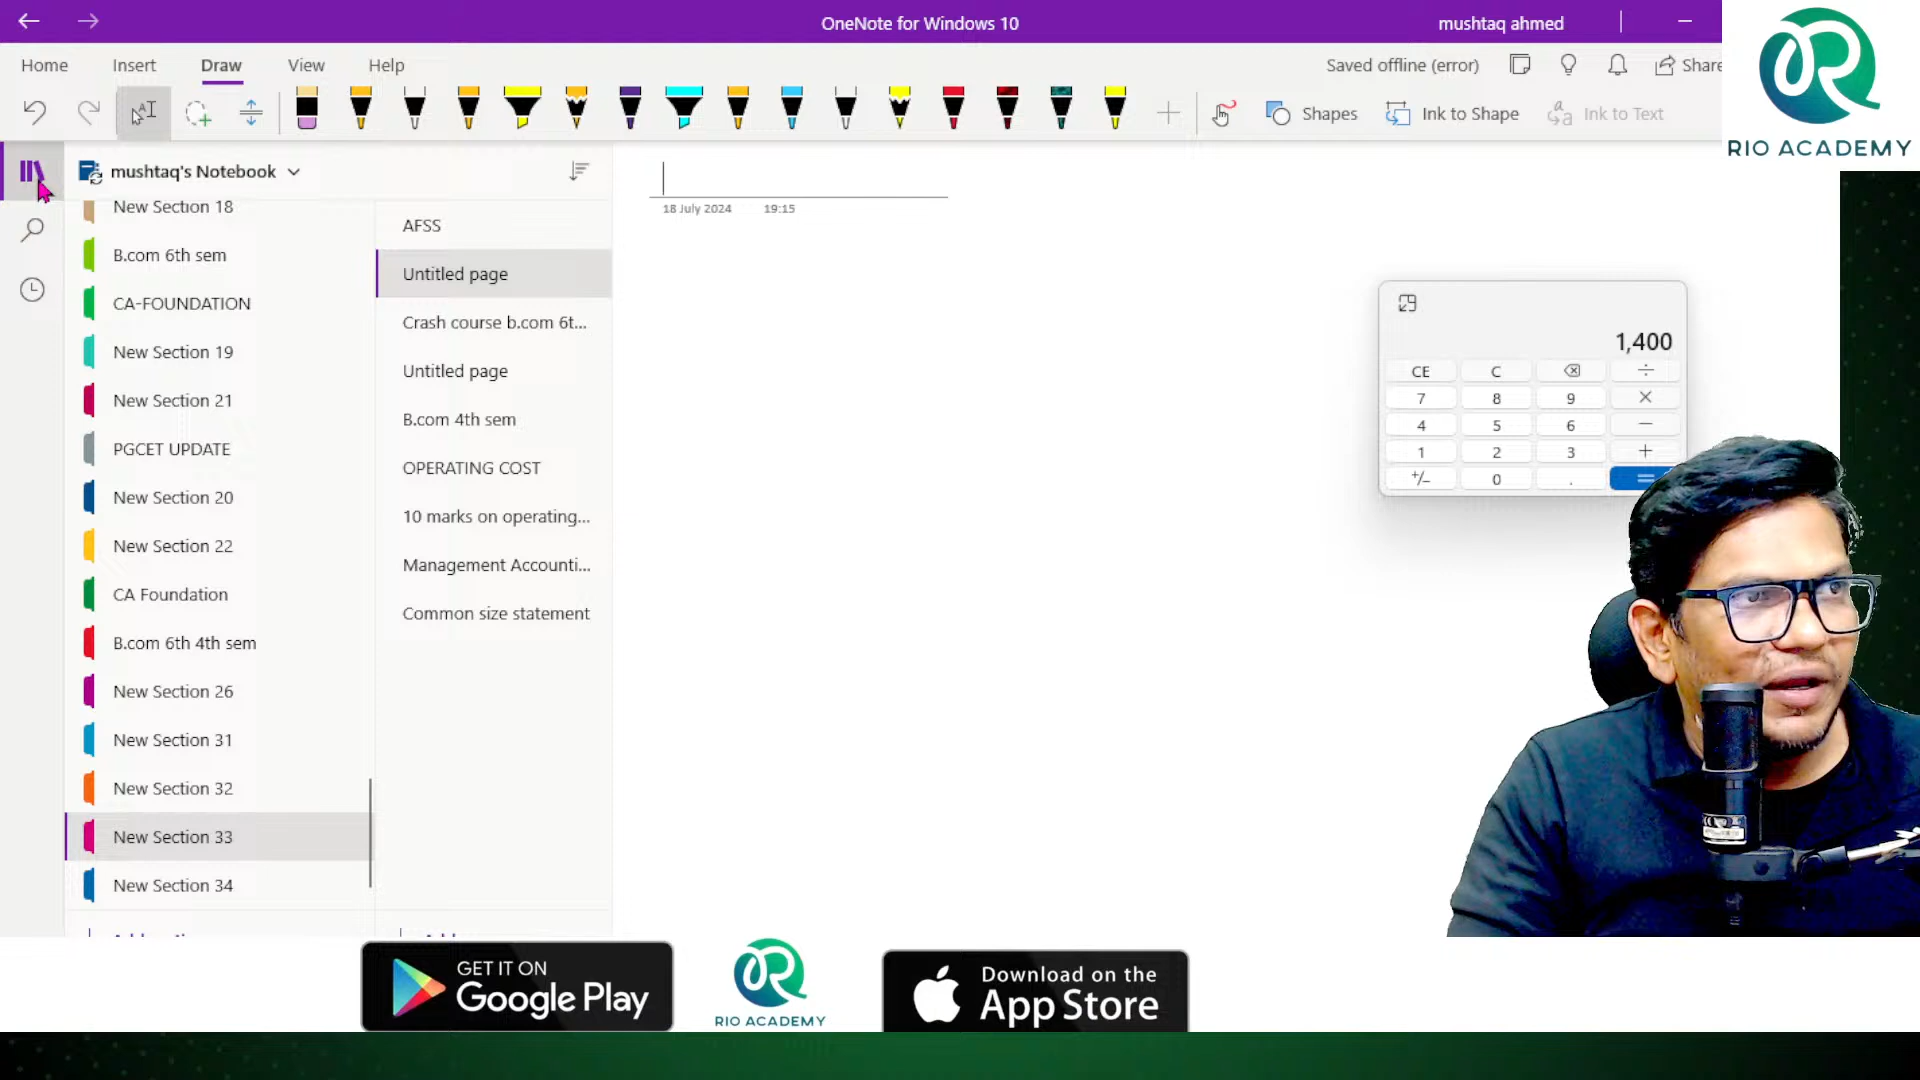 OneNote for Windows 10
mushtaq ahmed
Home Insert Draw View Help
Saved offline (error)
Share
Shapes
Ink to Shape
Ink to Text
RIO ACADEMY
mushtaq's Notebook
New Section 18
B.com 6th sem
CA-FOUNDATION
New Section 19
New Section 21
PGCET UPDATE
New Section 20
New Section 22
CA Foundation
B.com 6th 4th sem
New Section 26
New Section 31
New Section 32
New Section 33
New Section 34
AFSS
Untitled page
Crash course b.com 6t...
Untitled page
B.com 4th sem
OPERATING COST
10 marks on operating...
Management Accounti...
Common size statement
18 July 2024 19:15
1,400
CE C ÷
7 8 9 ×
4 5 6 −
1 2 3 +
+/− 0 . =
GET IT ON
Google Play
RIO ACADEMY
Download on the
App Store